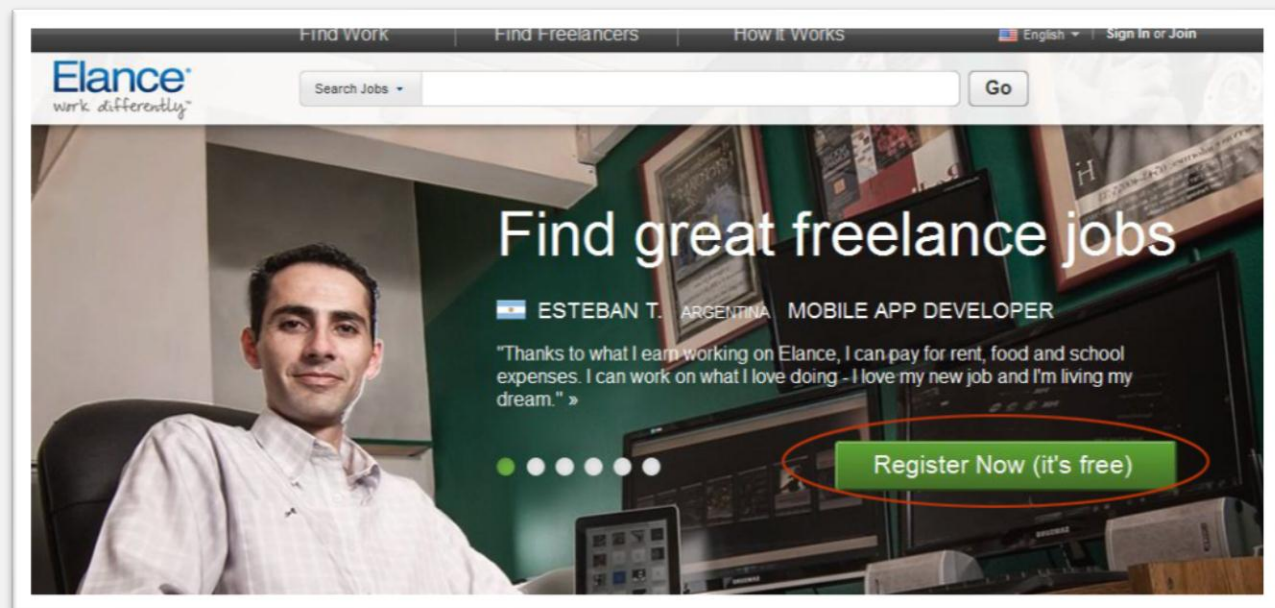 Find Work Find Freelancers How It Works English Sign In or Join
Elance
work differently™
Search Jobs Go
Find great freelance jobs
ESTEBAN T. ARGENTINA MOBILE APP DEVELOPER
"Thanks to what I earn working on Elance, I can pay for rent, food and school
expenses. I can work on what I love doing - I love my new job and I'm living my
dream." »
Register Now (it's free)